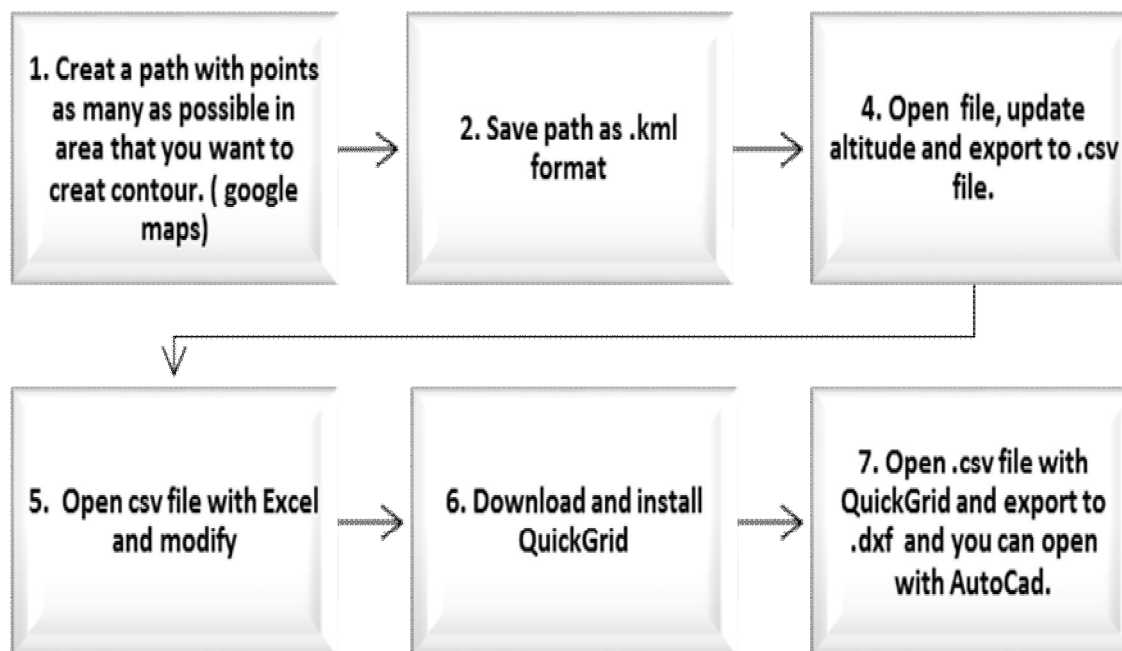 1. Creat a path with points
as many as possible in
area that you want to
creat contour. ( google
maps)
2. Save path as .kml
format
4. Open file, update
altitude and export to .csv
file.
5. Open csv file with Excel
and modify
6. Download and install
QuickGrid
7. Open .csv file with
QuickGrid and export to
.dxf and you can open
with AutoCad.